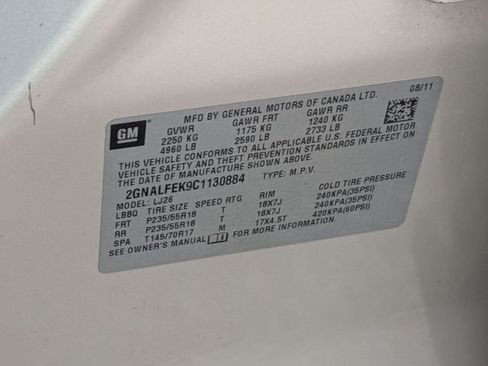 MFD BY GENERAL MOTORS OF CANADA LTD. 08/11
GM GVWR GAWR FRT GAWR RR
2250 KG 1175 KG 1240 KG
4960 LB 2590 LB 2733 LB
THIS VEHICLE CONFORMS TO ALL APPLICABLE U.S. FEDERAL MOTOR
VEHICLE SAFETY AND THEFT PREVENTION STANDARDS IN EFFECT ON
THE DATE OF MANUFACTURE SHOWN ABOVE.
2GNALFEK9C1130884 TYPE: M.P.V.
MODEL: LJ26
LBBQ TIRE SIZE SPEED RTG RIM COLD TIRE PRESSURE
FRT P235/55R18 T 18X7J 240KPA(35PSI)
RR P235/55R18 T 18X7J 240KPA(35PSI)
SPA T145/70R17 M 17X4.5T 420KPA(60PSI)
SEE OWNER'S MANUAL FOR MORE INFORMATION.